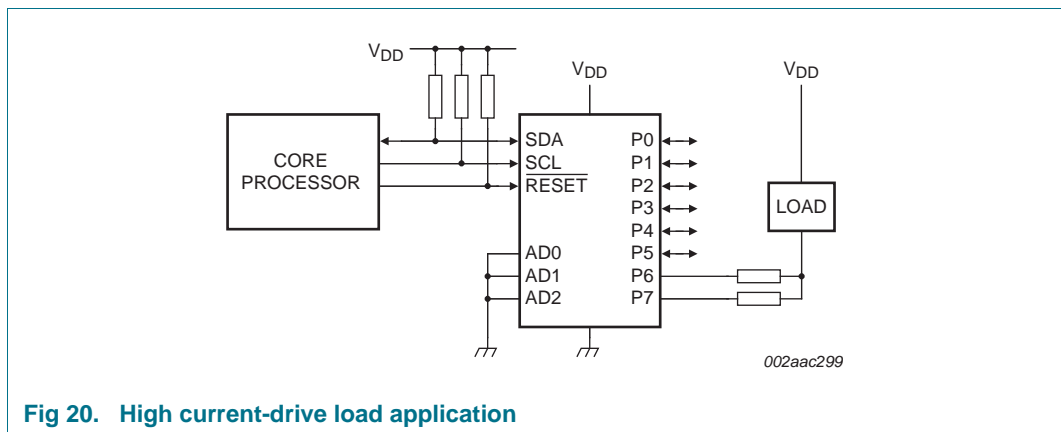 VDD
VDD
VDD
CORE
PROCESSOR
SDA
SCL
RESET
AD0
AD1
AD2
P0
P1
P2
P3
P4
P5
P6
P7
LOAD
002aac299
Fig 20. High current-drive load application